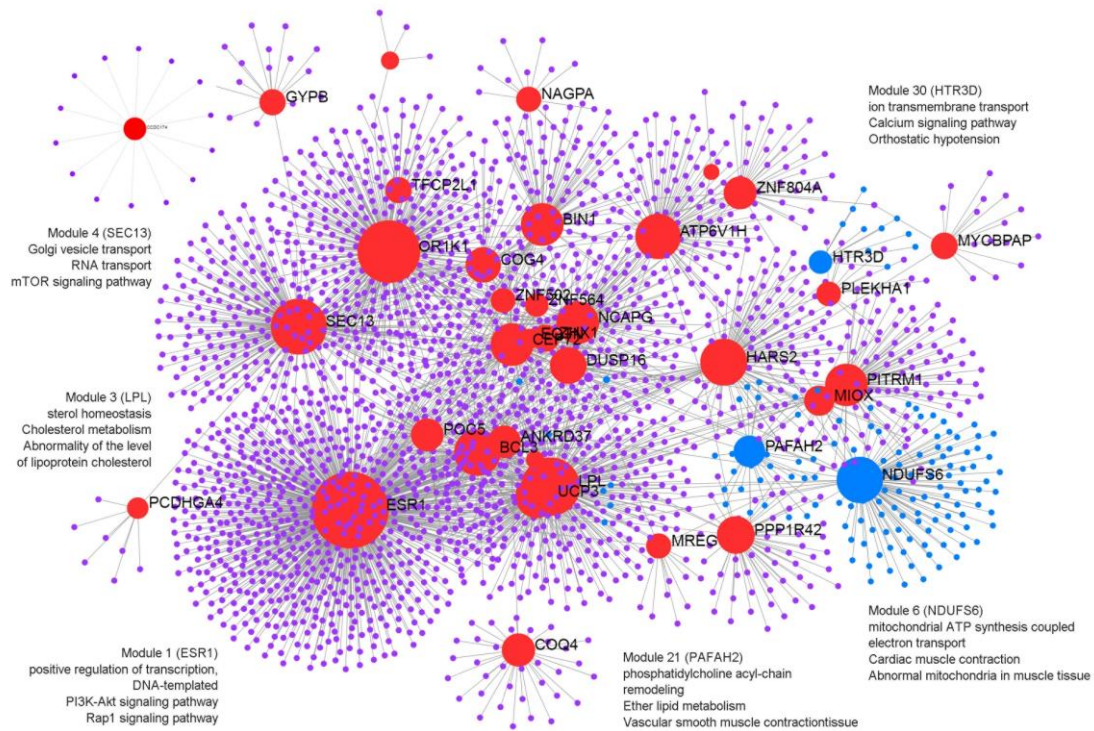 GYPB
NAGPA
Module 30 (HTR3D)
ion transmembrane transport
Calcium signaling pathway
Orthostatic hypotension
TFCP2L1
ZNF804A
BIN1
ATP6V1H
Module 4 (SEC13)
Golgi vesicle transport
RNA transport
mTOR signaling pathway
OR1K1
COG4
MYCBPAP
HTR3D
PLEKHA1
ZNF502
ZNF564
SEC13
NCAPG
ZHX1
CEP72
DUSP16
HARS2
PITRM1
MIOX
Module 3 (LPL)
sterol homeostasis
Cholesterol metabolism
Abnormality of the level
of lipoprotein cholesterol
POC5
ANKRD37
BCL3
PAFAH2
NDUFS6
LPL
UCP3
PCDHGA4
ESR1
MREG
PPP1R42
Module 6 (NDUFS6)
mitochondrial ATP synthesis coupled
electron transport
Cardiac muscle contraction
Abnormal mitochondria in muscle tissue
COQ4
Module 1 (ESR1)
positive regulation of transcription,
DNA-templated
PI3K-Akt signaling pathway
Rap1 signaling pathway
Module 21 (PAFAH2)
phosphatidylcholine acyl-chain
remodeling
Ether lipid metabolism
Vascular smooth muscle contractiontissue